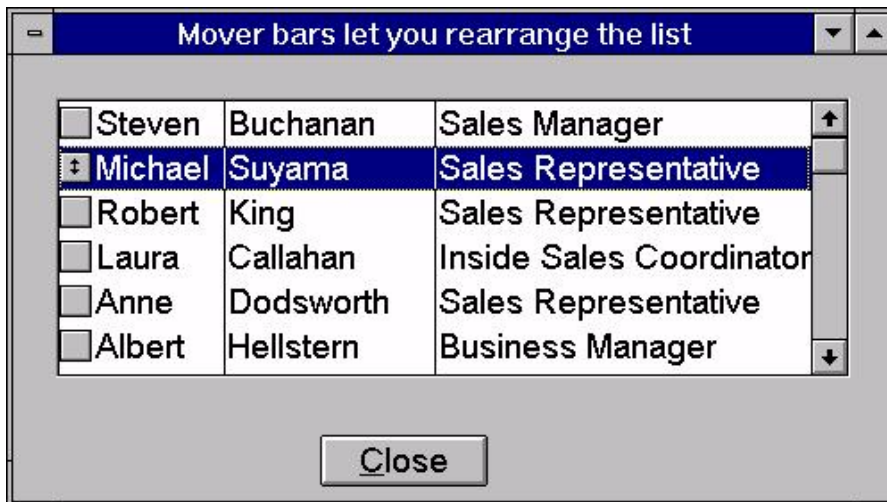 Mover bars let you rearrange the list
Steven Buchanan Sales Manager
Michael Suyama Sales Representative
Robert King Sales Representative
Laura Callahan Inside Sales Coordinator
Anne Dodsworth Sales Representative
Albert Hellstern Business Manager
Close